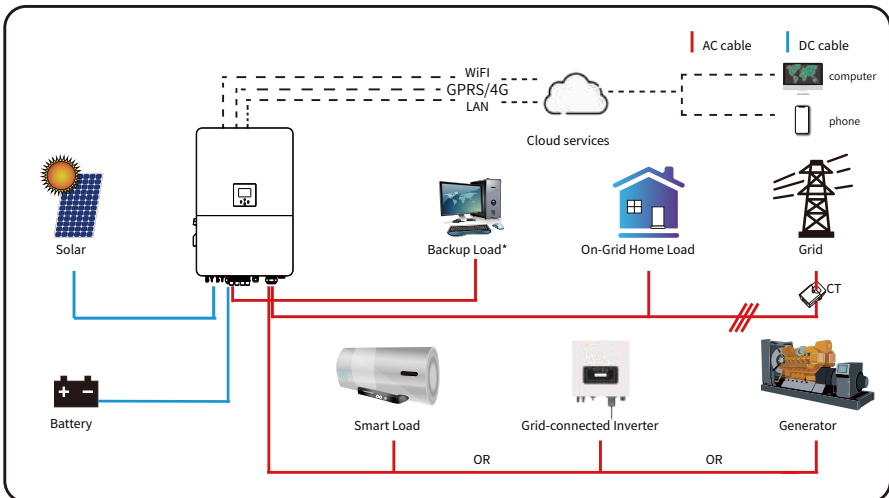 AC cable
DC cable
WiFI
GPRS/4G
LAN
computer
phone
Cloud services
Solar
Backup Load*
On-Grid Home Load
Grid
CT
Battery
Smart Load
Grid-connected Inverter
Generator
OR
OR